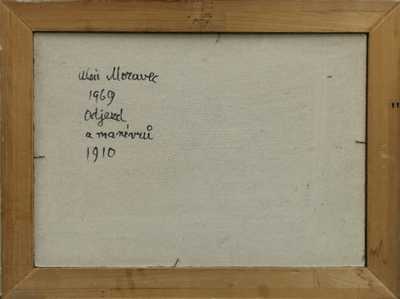 Alois Moravec
1969
Odjezd
a manévrů
1910